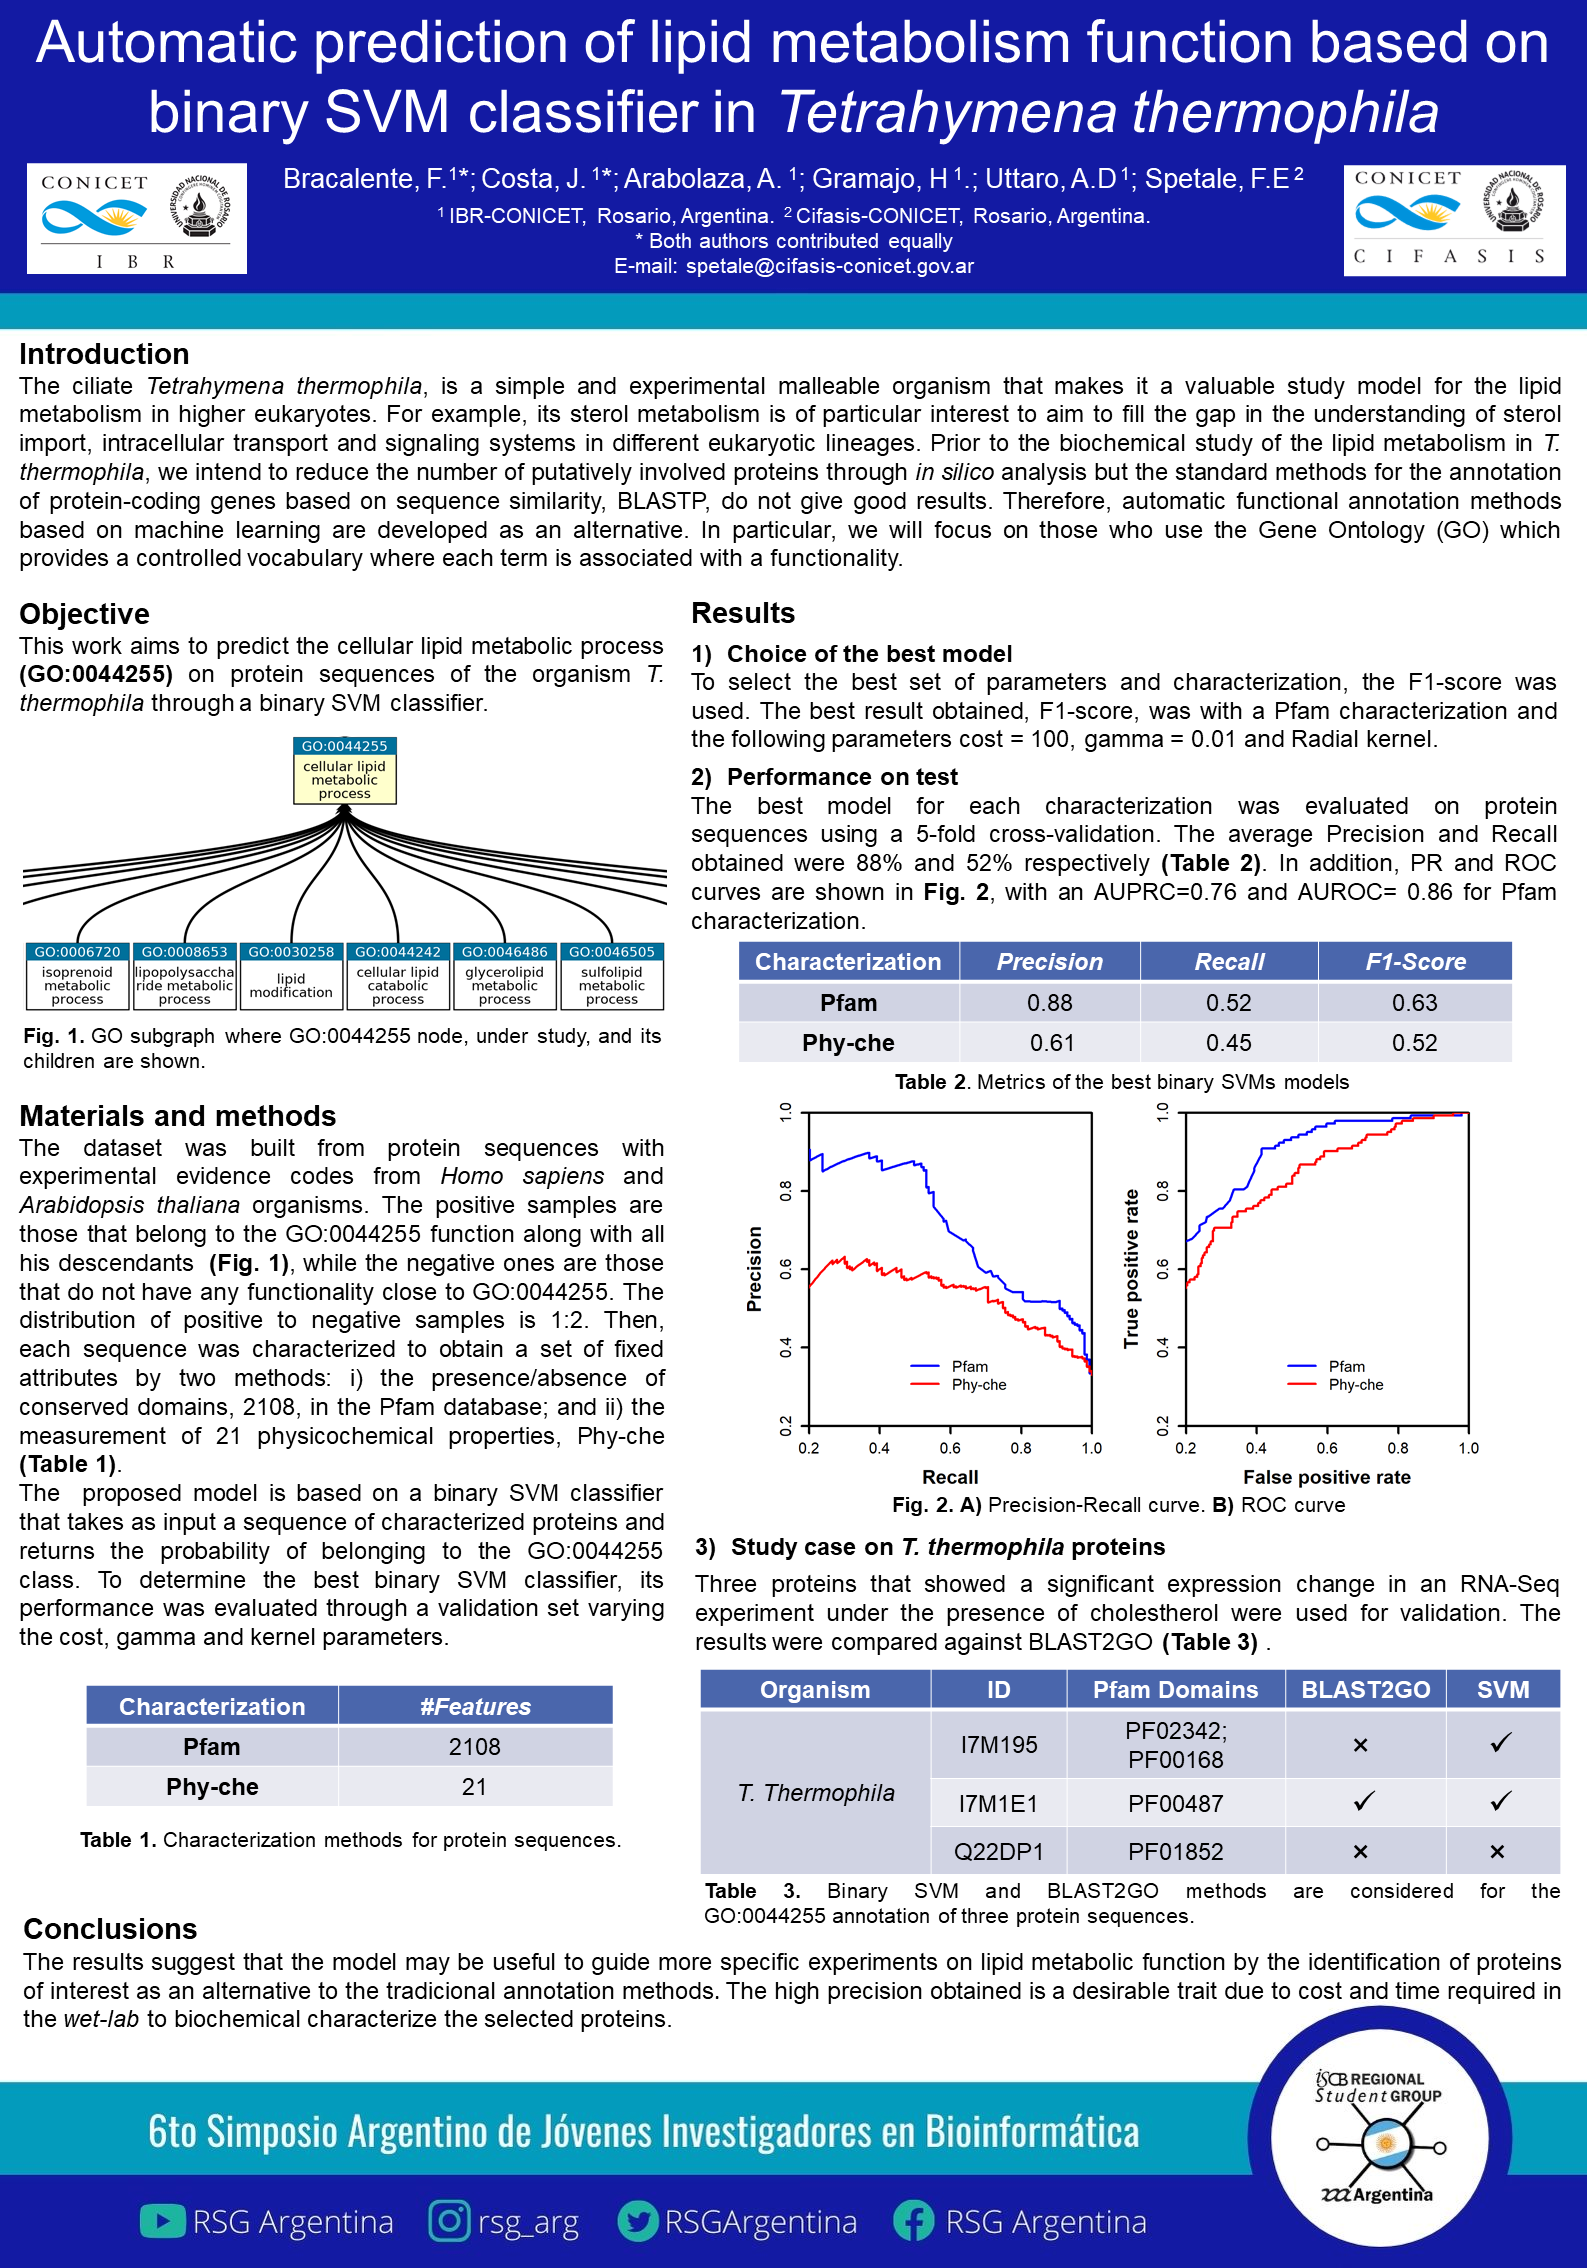 Automatic prediction of lipid metabolism function based on
binary SVM classifier in Tetrahymena thermophila
CONICET
UNIVERSIDAD NACIONAL DE ROSARIO
I B R
Bracalente, F.1*; Costa, J. 1*; Arabolaza, A. 1; Gramajo, H 1.; Uttaro, A.D 1; Spetale, F.E 2
1 IBR-CONICET, Rosario, Argentina. 2 Cifasis-CONICET, Rosario, Argentina.
* Both authors contributed equally
E-mail: spetale@cifasis-conicet.gov.ar
CONICET
UNIVERSIDAD NACIONAL DE ROSARIO
C I F A S I S
Introduction
The ciliate Tetrahymena thermophila, is a simple and experimental malleable organism that makes it a valuable study model for the lipid
metabolism in higher eukaryotes. For example, its sterol metabolism is of particular interest to aim to fill the gap in the understanding of sterol
import, intracellular transport and signaling systems in different eukaryotic lineages. Prior to the biochemical study of the lipid metabolism in T.
thermophila, we intend to reduce the number of putatively involved proteins through in silico analysis but the standard methods for the annotation
of protein-coding genes based on sequence similarity, BLASTP, do not give good results. Therefore, automatic functional annotation methods
based on machine learning are developed as an alternative. In particular, we will focus on those who use the Gene Ontology (GO) which
provides a controlled vocabulary where each term is associated with a functionality.
Objective
This work aims to predict the cellular lipid metabolic process
(GO:0044255) on protein sequences of the organism T.
thermophila through a binary SVM classifier.
GO:0044255
cellular lipid
metabolic
process
GO:0006720 GO:0008653 GO:0030258 GO:0044242 GO:0046486 GO:0046505
isoprenoid metabolic process
lipopolysaccha ride metabolic process
lipid modification
cellular lipid catabolic process
glycerolipid metabolic process
sulfolipid metabolic process
Fig. 1. GO subgraph where GO:0044255 node, under study, and its
children are shown.
Materials and methods
The dataset was built from protein sequences with
experimental evidence codes from Homo sapiens and
Arabidopsis thaliana organisms. The positive samples are
those that belong to the GO:0044255 function along with all
his descendants (Fig. 1), while the negative ones are those
that do not have any functionality close to GO:0044255. The
distribution of positive to negative samples is 1:2. Then,
each sequence was characterized to obtain a set of fixed
attributes by two methods: i) the presence/absence of
conserved domains, 2108, in the Pfam database; and ii) the
measurement of 21 physicochemical properties, Phy-che
(Table 1).
The proposed model is based on a binary SVM classifier
that takes as input a sequence of characterized proteins and
returns the probability of belonging to the GO:0044255
class. To determine the best binary SVM classifier, its
performance was evaluated through a validation set varying
the cost, gamma and kernel parameters.
Characterization #Features
Pfam 2108
Phy-che 21
Table 1. Characterization methods for protein sequences.
Results
1) Choice of the best model
To select the best set of parameters and characterization, the F1-score was
used. The best result obtained, F1-score, was with a Pfam characterization and
the following parameters cost = 100, gamma = 0.01 and Radial kernel.
2) Performance on test
The best model for each characterization was evaluated on protein
sequences using a 5-fold cross-validation. The average Precision and Recall
obtained were 88% and 52% respectively (Table 2). In addition, PR and ROC
curves are shown in Fig. 2, with an AUPRC=0.76 and AUROC= 0.86 for Pfam
characterization.
Characterization Precision Recall F1-Score
Pfam 0.88 0.52 0.63
Phy-che 0.61 0.45 0.52
Table 2. Metrics of the best binary SVMs models
Precision
1.0
0.8
0.6
0.4
0.2
Pfam
Phy-che
0.2 0.4 0.6 0.8 1.0
Recall
True positive rate
1.0
0.8
0.6
0.4
0.2
Pfam
Phy-che
0.2 0.4 0.6 0.8 1.0
False positive rate
Fig. 2. A) Precision-Recall curve. B) ROC curve
3) Study case on T. thermophila proteins
Three proteins that showed a significant expression change in an RNA-Seq
experiment under the presence of cholestherol were used for validation. The
results were compared against BLAST2GO (Table 3) .
Organism ID Pfam Domains BLAST2GO SVM
T. Thermophila
I7M195 PF02342; PF00168 × ✓
I7M1E1 PF00487 ✓ ✓
Q22DP1 PF01852 × ×
Table 3. Binary SVM and BLAST2GO methods are considered for the
GO:0044255 annotation of three protein sequences.
Conclusions
The results suggest that the model may be useful to guide more specific experiments on lipid metabolic function by the identification of proteins
of interest as an alternative to the tradicional annotation methods. The high precision obtained is a desirable trait due to cost and time required in
the wet-lab to biochemical characterize the selected proteins.
6to Simposio Argentino de Jóvenes Investigadores en Bioinformática
iSCB REGIONAL
Student GROUP
Argentina
RSG Argentina rsg_arg RSGArgentina RSG Argentina